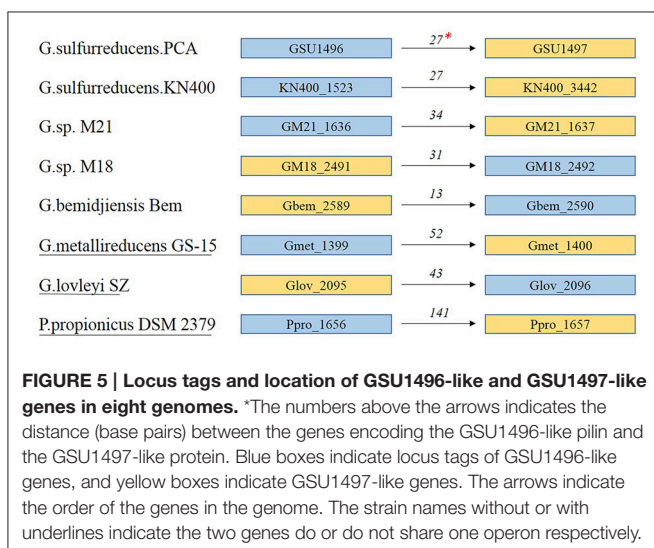 G.sulfurreducens.PCA GSU1496 27* GSU1497
G.sulfurreducens.KN400 KN400_1523 27 KN400_3442
G.sp. M21 GM21_1636 34 GM21_1637
G.sp. M18 GM18_2491 31 GM18_2492
G.bemidjiensis Bem Gbem_2589 13 Gbem_2590
G.metallireducens GS-15 Gmet_1399 52 Gmet_1400
G.lovleyi SZ Glov_2095 43 Glov_2096
P.propionicus DSM 2379 Ppro_1656 141 Ppro_1657
FIGURE 5 | Locus tags and location of GSU1496-like and GSU1497-like
genes in eight genomes. *The numbers above the arrows indicates the
distance (base pairs) between the genes encoding the GSU1496-like pilin and
the GSU1497-like protein. Blue boxes indicate locus tags of GSU1496-like
genes, and yellow boxes indicate GSU1497-like genes. The arrows indicate
the order of the genes in the genome. The strain names without or with
underlines indicate the two genes do or do not share one operon respectively.